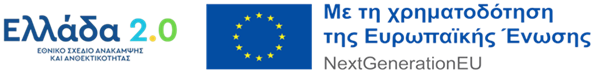 Ελλάδα 2.0
ΕΘΝΙΚΟ ΣΧΕΔΙΟ ΑΝΑΚΑΜΨΗΣ
ΚΑΙ ΑΝΘΕΚΤΙΚΟΤΗΤΑΣ
Με τη χρηματοδότηση
της Ευρωπαϊκής Ένωσης
NextGenerationEU